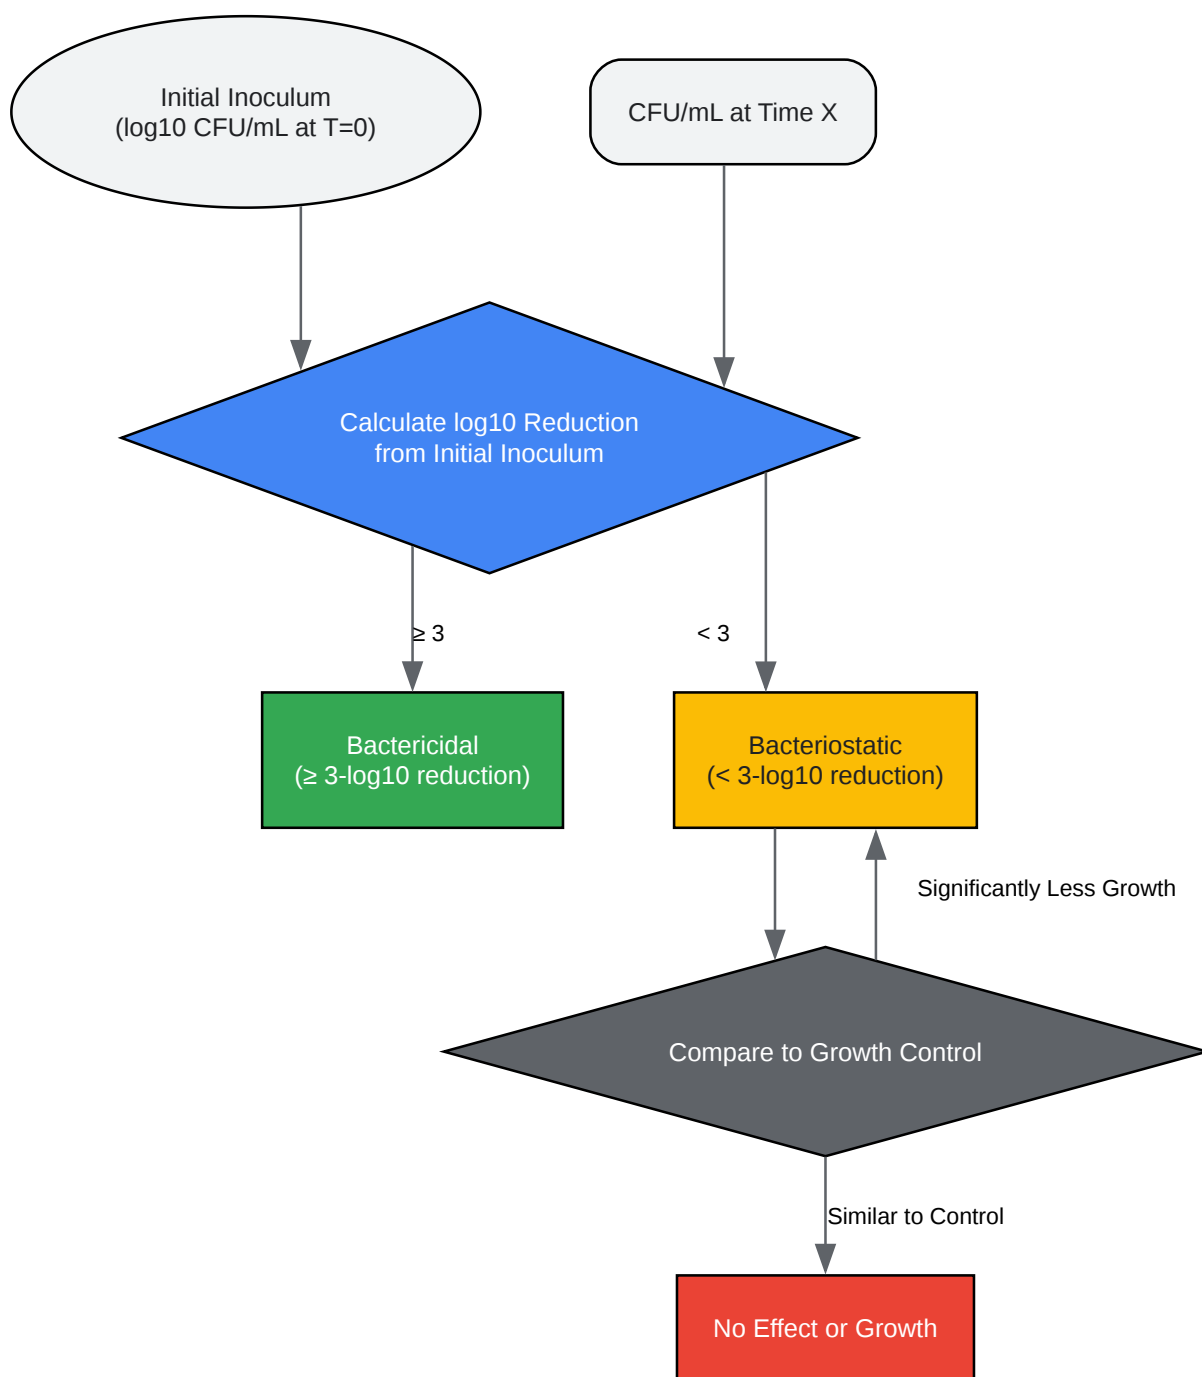 Initial Inoculum
(log10 CFU/mL at T=0)
CFU/mL at Time X
Calculate log10 Reduction
from Initial Inoculum
≥ 3
< 3
Bactericidal
(≥ 3-log10 reduction)
Bacteriostatic
(< 3-log10 reduction)
Significantly Less Growth
Compare to Growth Control
Similar to Control
No Effect or Growth